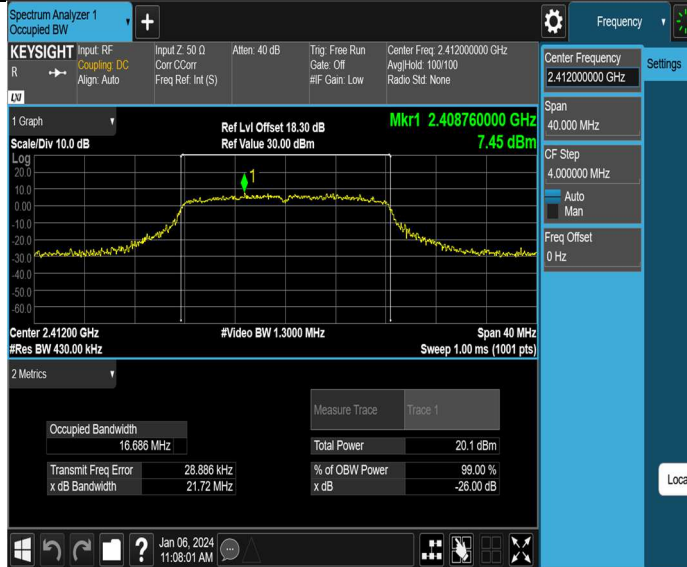 Spectrum Analyzer 1
Occupied BW
Frequency
KEYSIGHT
R
LXI
Input: RF
Coupling: DC
Align: Auto
Input Z: 50 Ω
Corr CCorr
Freq Ref: Int (S)
Atten: 40 dB
Trig: Free Run
Gate: Off
#IF Gain: Low
Center Freq: 2.412000000 GHz
Avg|Hold: 100/100
Radio Std: None
Center Frequency
2.412000000 GHz
Settings
Span
40.000 MHz
CF Step
4.000000 MHz
Auto
Man
Freq Offset
0 Hz
1 Graph
Scale/Div 10.0 dB
Ref Lvl Offset 18.30 dB
Ref Value 30.00 dBm
Mkr1 2.408760000 GHz
7.45 dBm
Log
20.0
10.0
0.00
-10.0
-20.0
-30.0
-40.0
-50.0
-60.0
1
Center 2.41200 GHz
#Res BW 430.00 kHz
#Video BW 1.3000 MHz
Span 40 MHz
Sweep 1.00 ms (1001 pts)
2 Metrics
Measure Trace
Trace 1
Occupied Bandwidth
16.686 MHz
Total Power
20.1 dBm
Transmit Freq Error
28.886 kHz
% of OBW Power
99.00 %
x dB Bandwidth
21.72 MHz
x dB
-26.00 dB
Loca
?
Jan 06, 2024
11:08:01 AM